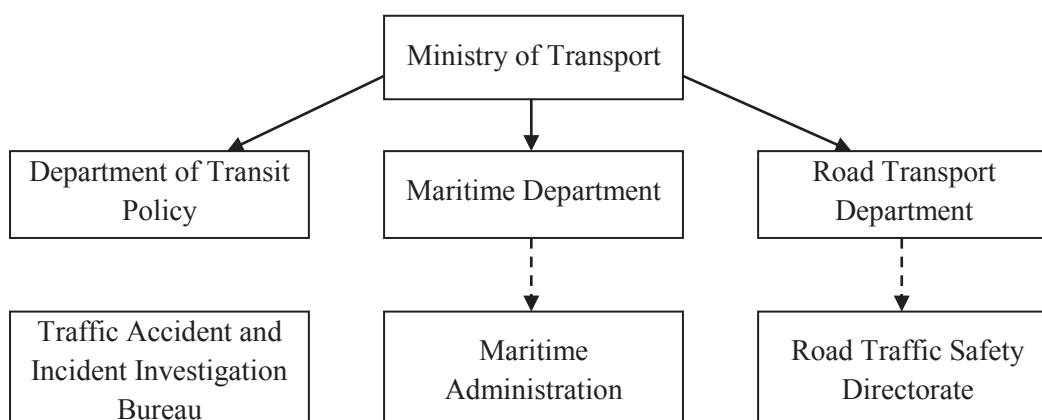 Ministry of Transport
Department of Transit
Policy
Maritime Department
Road Transport
Department
Traffic Accident and
Incident Investigation
Bureau
Maritime
Administration
Road Traffic Safety
Directorate